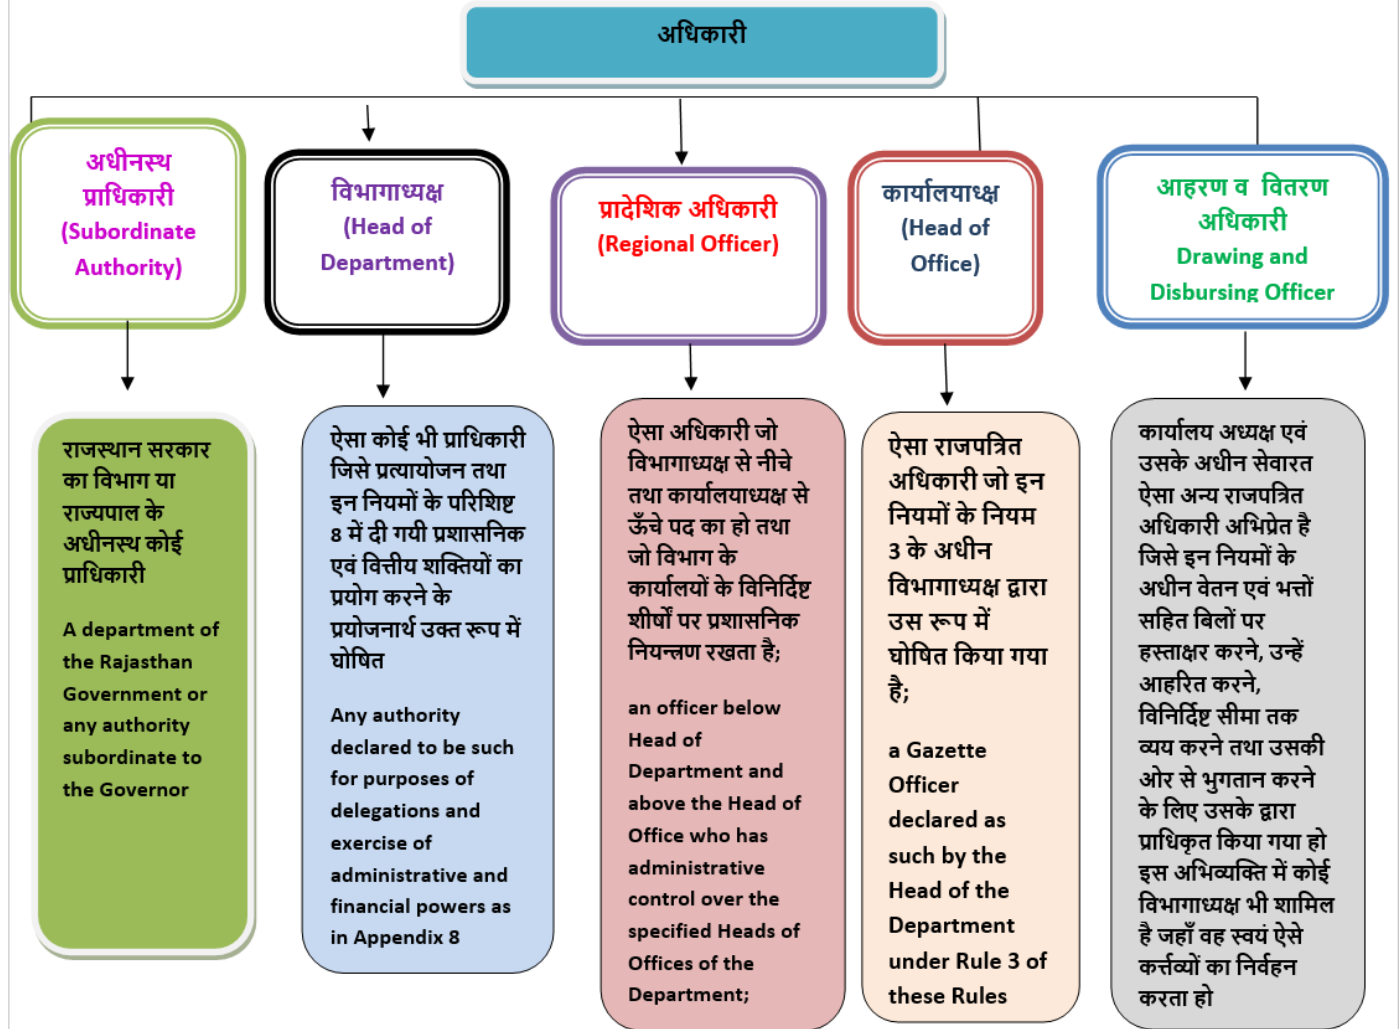 अधिकारी
अधीनस्थ
प्राधिकारी
(Subordinate
Authority)
विभागाध्यक्ष
(Head of
Department)
प्रादेशिक अधिकारी
(Regional Officer)
कार्यालयाध्क्ष
(Head of
Office)
आहरण व वितरण
अधिकारी
Drawing and
Disbursing Officer
राजस्थान सरकार
का विभाग या
राज्यपाल के
अधीनस्थ कोई
प्राधिकारी
A department of
the Rajasthan
Government or
any authority
subordinate to
the Governor
ऐसा कोई भी प्राधिकारी
जिसे प्रत्यायोजन तथा
इन नियमों के परिशिष्ट
8 में दी गयी प्रशासनिक
एवं वित्तीय शक्तियों का
प्रयोग करने के
प्रयोजनार्थ उक्त रूप में
घोषित
Any authority
declared to be such
for purposes of
delegations and
exercise of
administrative and
financial powers as
in Appendix 8
ऐसा अधिकारी जो
विभागाध्यक्ष से नीचे
तथा कार्यालयाध्यक्ष से
ऊँचे पद का हो तथा
जो विभाग के
कार्यालयों के विनिर्दिष्ट
शीर्षों पर प्रशासनिक
नियन्त्रण रखता है;
an officer below
Head of
Department and
above the Head of
Office who has
administrative
control over the
specified Heads of
Offices of the
Department;
ऐसा राजपत्रित
अधिकारी जो इन
नियमों के नियम
3 के अधीन
विभागाध्यक्ष द्वारा
उस रूप में
घोषित किया गया
है;
a Gazette
Officer
declared as
such by the
Head of the
Department
under Rule 3 of
these Rules
कार्यालय अध्यक्ष एवं
उसके अधीन सेवारत
ऐसा अन्य राजपत्रित
अधिकारी अभिप्रेत है
जिसे इन नियमों के
अधीन वेतन एवं भत्तों
सहित बिलों पर
हस्ताक्षर करने, उन्हें
आहरित करने,
विनिर्दिष्ट सीमा तक
व्यय करने तथा उसकी
ओर से भुगतान करने
के लिए उसके द्वारा
प्राधिकृत किया गया हो
इस अभिव्यक्ति में कोई
विभागाध्यक्ष भी शामिल
है जहाँ वह स्वयं ऐसे
कर्त्तव्यों का निर्वहन
करता हो